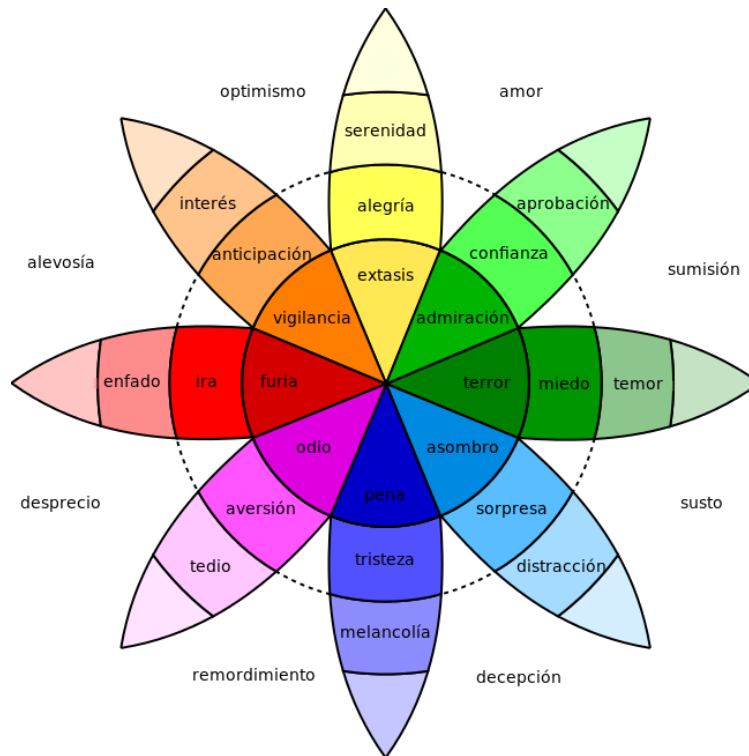 optimismo
amor
serenidad
interés
alegría
aprobación
anticipación
confianza
alevosía
extasis
sumisión
vigilancia
admiración
enfado
ira
furia
terror
miedo
temor
odio
asombro
desprecio
aversión
pena
sorpresa
susto
tedio
tristeza
distracción
melancolía
remordimiento
decepción